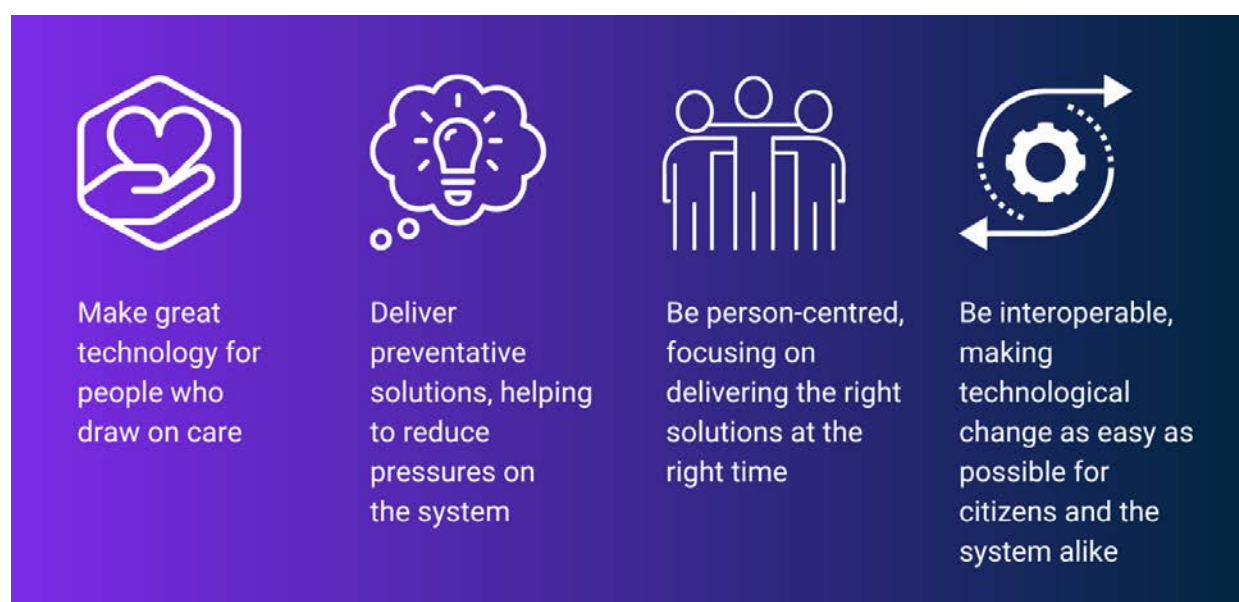 Make great
technology for
people who
draw on care
Deliver
preventative
solutions, helping
to reduce
pressures on
the system
Be person-centred,
focusing on
delivering the right
solutions at the
right time
Be interoperable,
making
technological
change as easy as
possible for
citizens and the
system alike